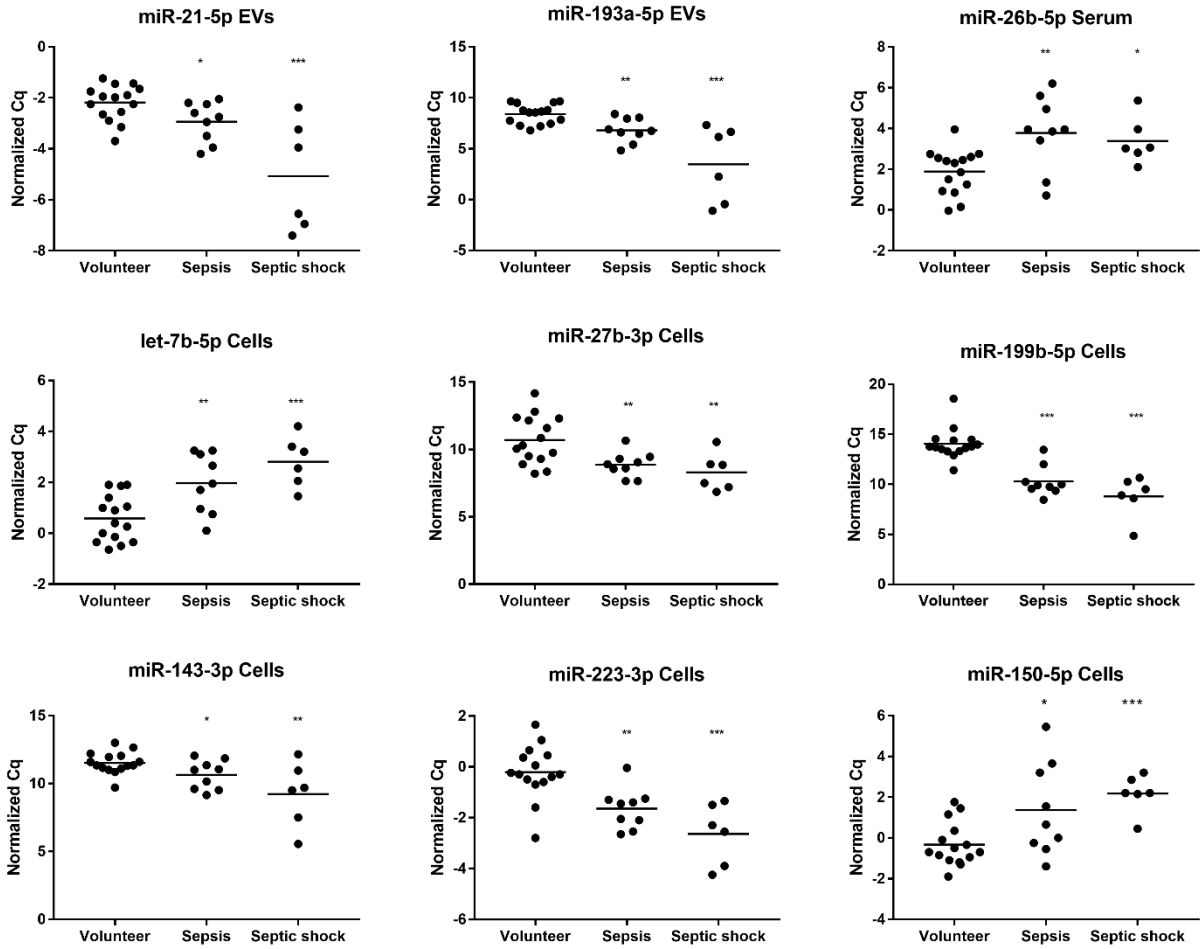 miR-21-5p EVs
Normalized Cq
0
-2
-4
-6
-8
*
***
Volunteer Sepsis Septic shock
miR-193a-5p EVs
Normalized Cq
15
10
5
0
-5
**
***
Volunteer Sepsis Septic shock
miR-26b-5p Serum
Normalized Cq
8
6
4
2
0
-2
**
*
Volunteer Sepsis Septic shock
let-7b-5p Cells
Normalized Cq
6
4
2
0
-2
**
***
Volunteer Sepsis Septic shock
miR-27b-3p Cells
Normalized Cq
15
10
5
0
**
**
Volunteer Sepsis Septic shock
miR-199b-5p Cells
Normalized Cq
20
15
10
5
0
***
***
Volunteer Sepsis Septic shock
miR-143-3p Cells
Normalized Cq
15
10
5
0
*
**
Volunteer Sepsis Septic shock
miR-223-3p Cells
Normalized Cq
2
0
-2
-4
-6
**
***
Volunteer Sepsis Septic shock
miR-150-5p Cells
Normalized Cq
6
4
2
0
-2
-4
*
***
Volunteer Sepsis Septic shock